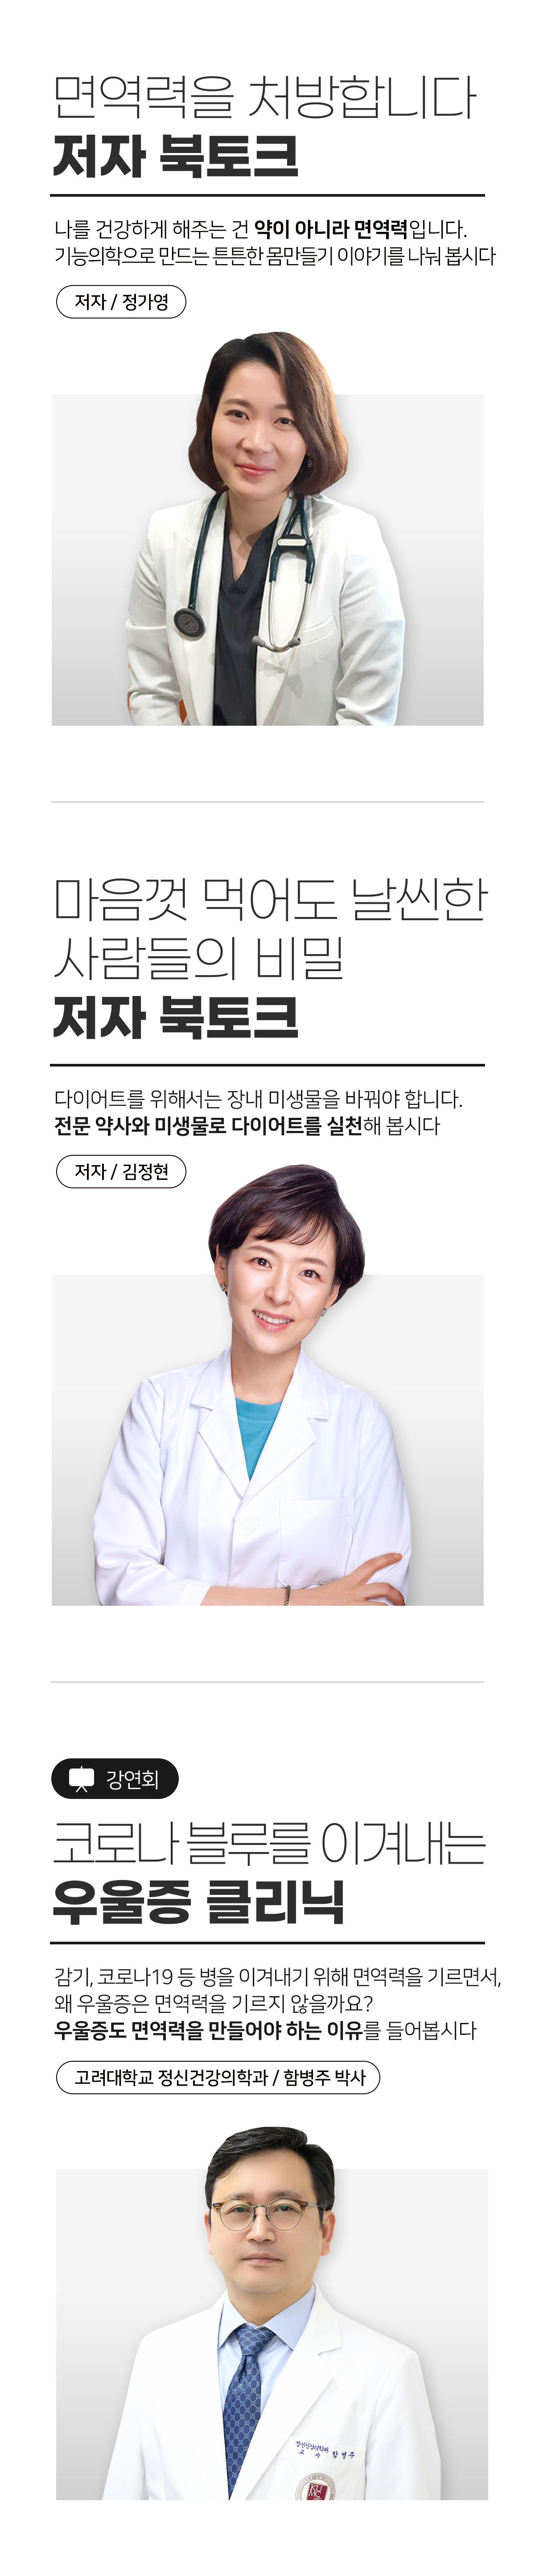 면역력을 처방합니다
저자 북토크
나를 건강하게 해주는 건 약이 아니라 면역력입니다.
기능의학으로 만드는 튼튼한 몸만들기 이야기를 나눠 봅시다
저자 / 정가영
마음껏 먹어도 날씬한
사람들의 비밀
저자 북토크
다이어트를 위해서는 장내 미생물을 바꿔야 합니다.
전문 약사와 미생물로 다이어트를 실천해 봅시다
저자 / 김정현
강연회
코로나 블루를 이겨내는
우울증 클리닉
감기, 코로나19 등 병을 이겨내기 위해 면역력을 기르면서,
왜 우울증은 면역력을 기르지 않을까요?
우울증도 면역력을 만들어야 하는 이유를 들어봅시다
고려대학교 정신건강의학과 / 함병주 박사
정신건강의학과
교수 함병주